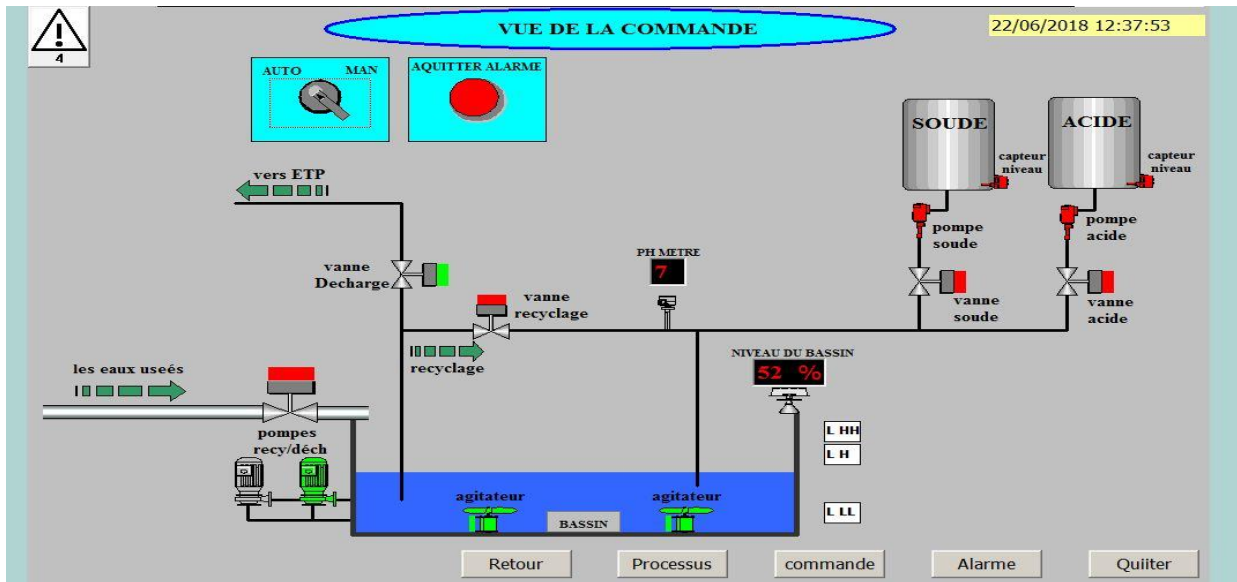 VUE DE LA COMMANDE
22/06/2018 12:37:53
4
AUTO MAN
AQUITTER ALARME
SOUDE
ACIDE
capteur
niveau
capteur
niveau
vers ETP
pompe
soude
pompe
acide
PH METRE
7
vanne
Decharge
vanne
recyclage
vanne
soude
vanne
acide
recyclage
NIVEAU DU BASSIN
52 %
les eaux useés
pompes
recy/déch
L HH
L H
L LL
agitateur
agitateur
BASSIN
Retour
Processus
commande
Alarme
Quiiter